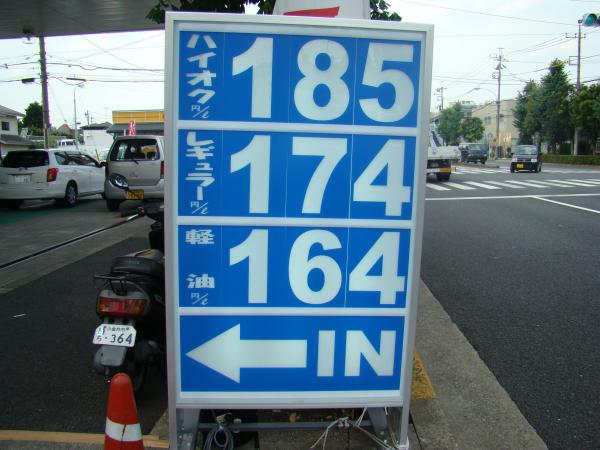 ハイオク 円/ℓ 185
レギュラー 円/ℓ 174
軽油 円/ℓ 164
IN
364